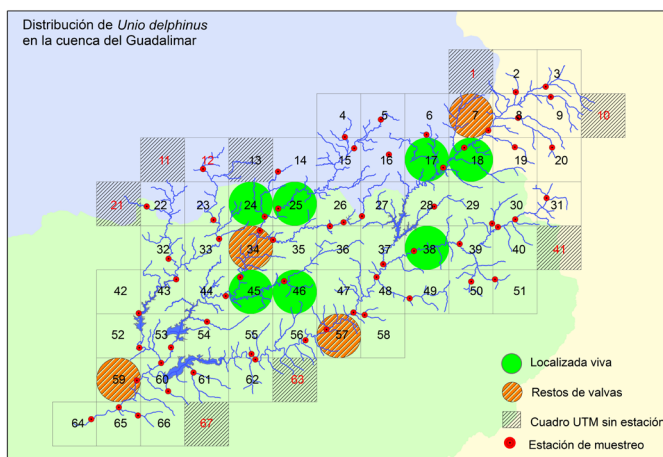 Distribución de Unio delphinus
en la cuenca del Guadalimar
1 2 3
4 5 6 7 8 9 10
11 12 13 14 15 16 17 18 19 20
21 22 23 24 25 26 27 28 29 30 31
32 33 34 35 36 37 38 39 40 41
42 43 44 45 46 47 48 49 50 51
52 53 54 55 56 57 58
59 60 61 62 63
64 65 66 67
Localizada viva
Restos de valvas
Cuadro UTM sin estación
Estación de muestreo